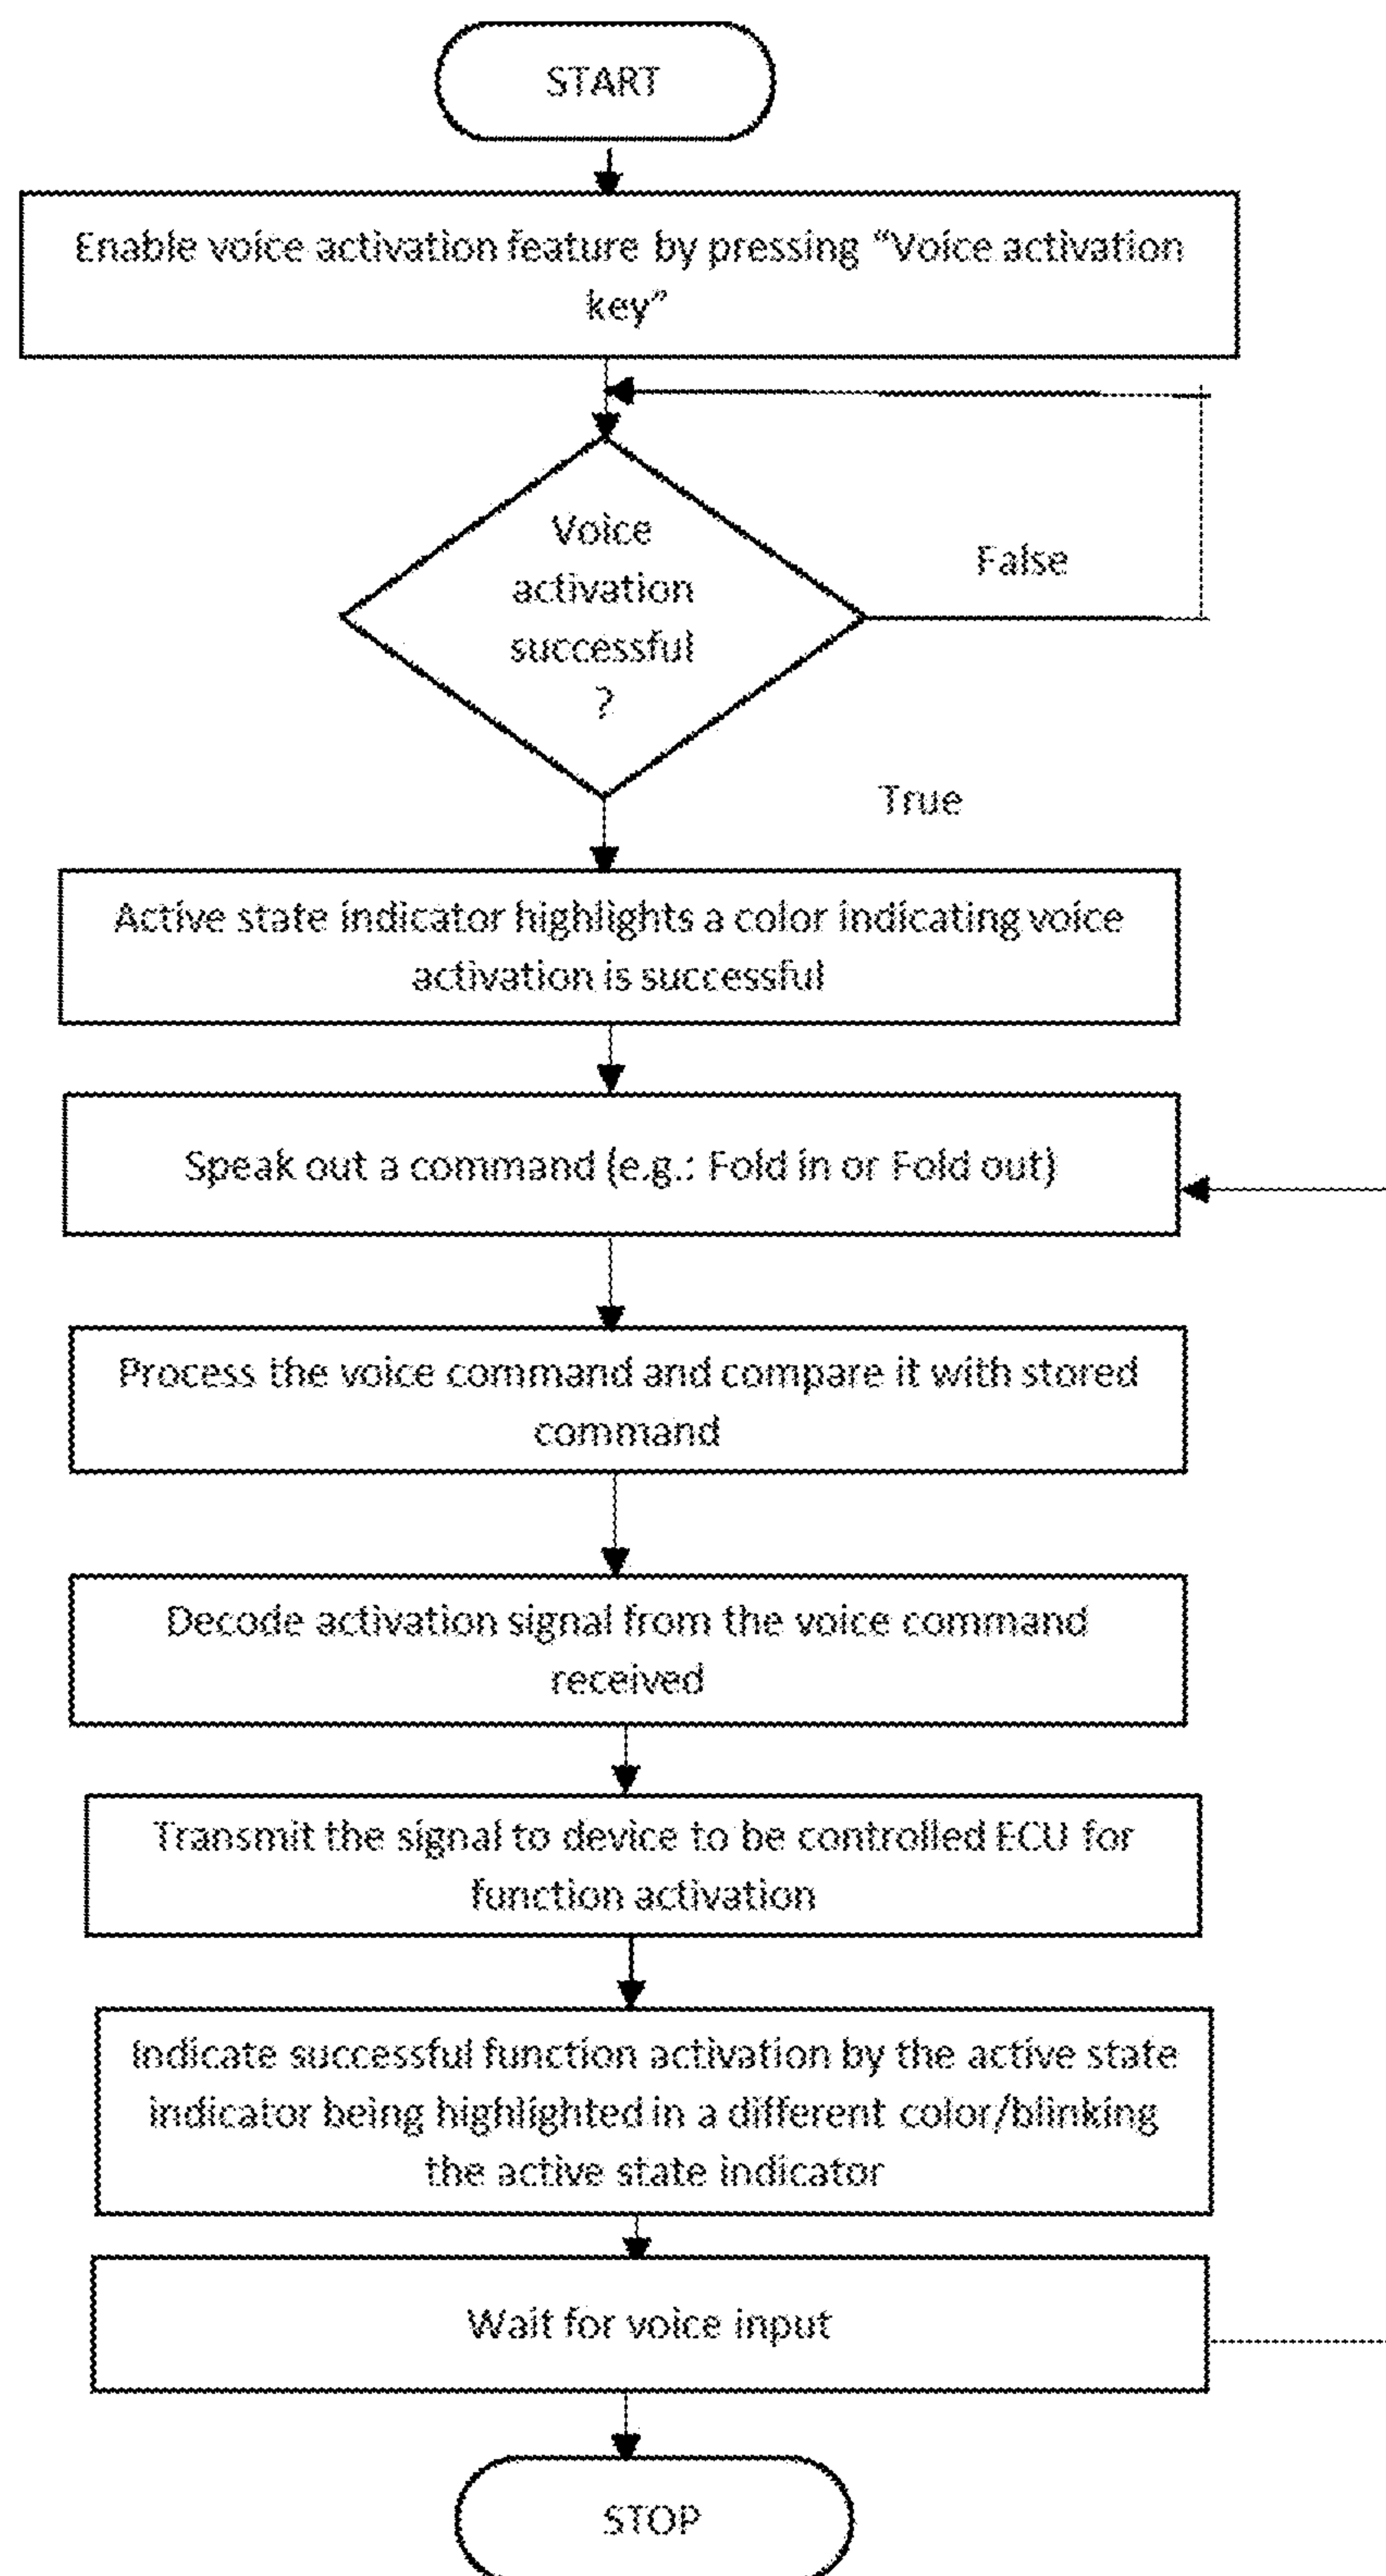 START
Enable voice activation feature by pressing “Voice activation
key”
Voice
activation
successful
?
False
True
Active state indicator highlights a color indicating voice
activation is successful
Speak out a command (e.g.: Fold in or Fold out)
Process the voice command and compare it with stored
command
Decode activation signal from the voice command
received
Transmit the signal to device to be controlled ECU for
function activation
Indicate successful function activation by the active state
indicator being highlighted in a different color/blinking
the active state indicator
Wait for voice input
STOP